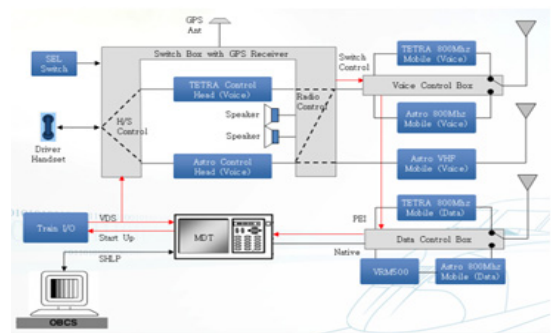 GPS
Ant
Switch Box with GPS Receiver
SEL
Switch
Switch
Control
TETRA 800Mhz
Mobile (Voice)
TETRA Control
Head (Voice)
Radio
Control
Voice Control Box
Speaker
Speaker
H/S
Control
Astro 800Mhz
Mobile (Voice)
Driver
Handset
Astro Control
Head (Voice)
Astro VHF
Mobile (Voice)
TETRA 800Mhz
Mobile (Data)
Train I/O
VDS
Start Up
MDT
PEI
Data Control Box
Native
SHLP
VRM500
Astro 800Mhz
Mobile (Data)
OBCS